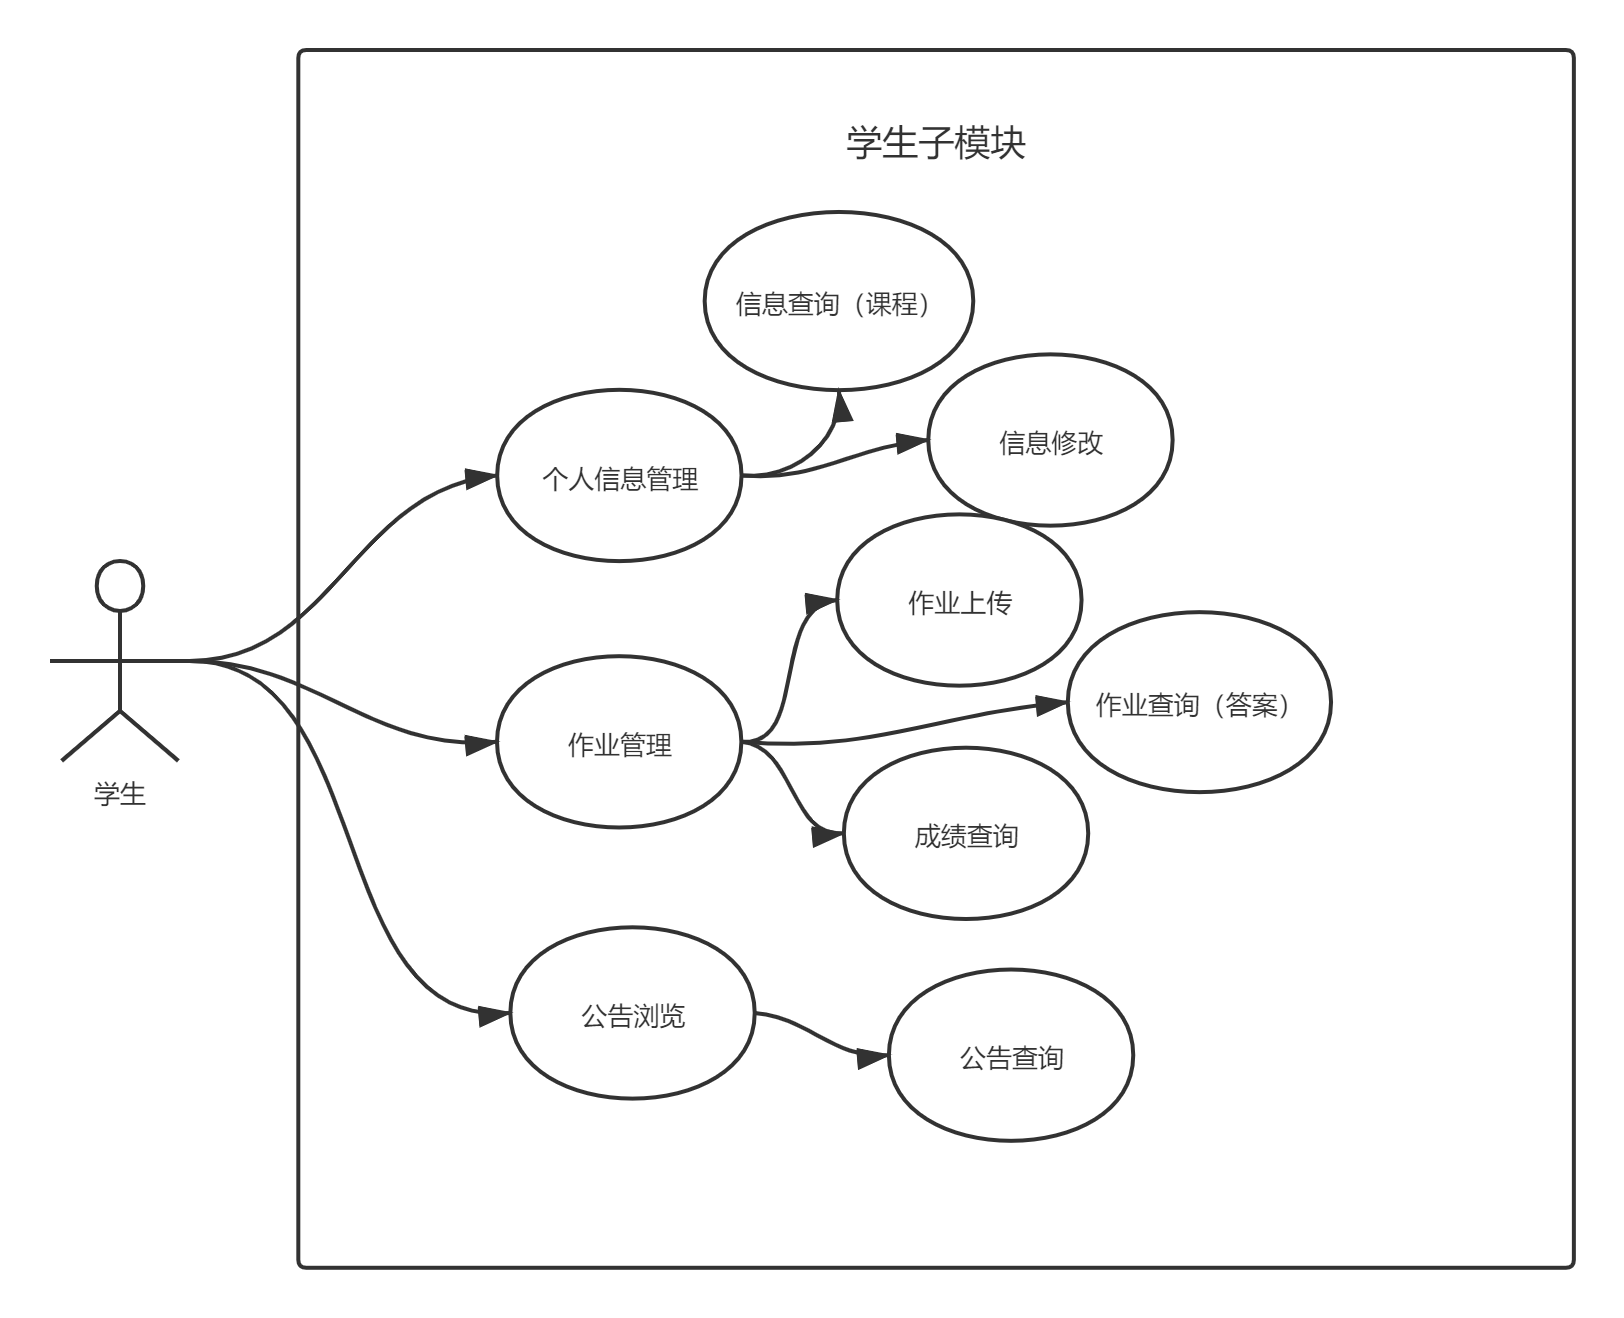 学生子模块
信息查询（课程）
信息修改
个人信息管理
作业上传
作业查询（答案）
作业管理
学生
成绩查询
公告浏览
公告查询